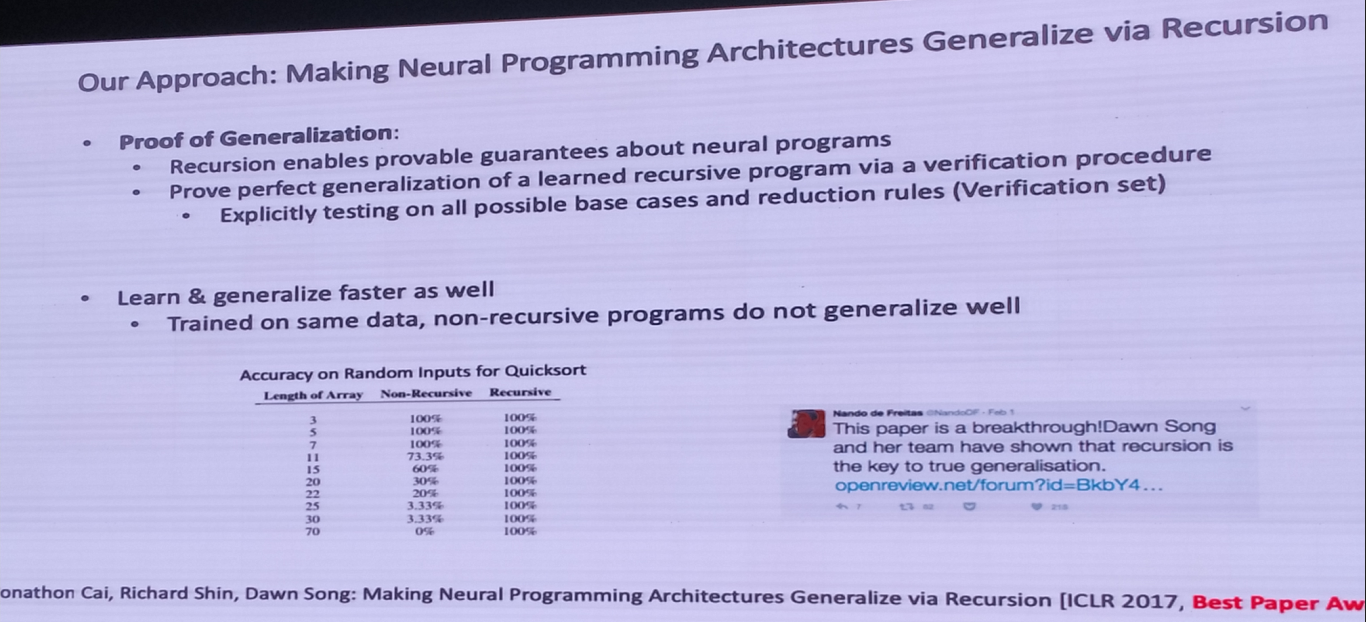 Our Approach: Making Neural Programming Architectures Generalize via Recursion
• Proof of Generalization:
• Recursion enables provable guarantees about neural programs
• Prove perfect generalization of a learned recursive program via a verification procedure
• Explicitly testing on all possible base cases and reduction rules (Verification set)
• Learn & generalize faster as well
• Trained on same data, non-recursive programs do not generalize well
Accuracy on Random Inputs for Quicksort
Length of Array Non-Recursive Recursive
3 100% 100%
5 100% 100%
7 100% 100%
11 73.3% 100%
15 60% 100%
20 30% 100%
22 20% 100%
25 3.33% 100%
30 3.33% 100%
70 0% 100%
Nando de Freitas @NandoDF - Feb 1
This paper is a breakthrough!Dawn Song
and her team have shown that recursion is
the key to true generalisation.
openreview.net/forum?id=BkbY4...
7 82 218
onathon Cai, Richard Shin, Dawn Song: Making Neural Programming Architectures Generalize via Recursion [ICLR 2017, Best Paper Aw